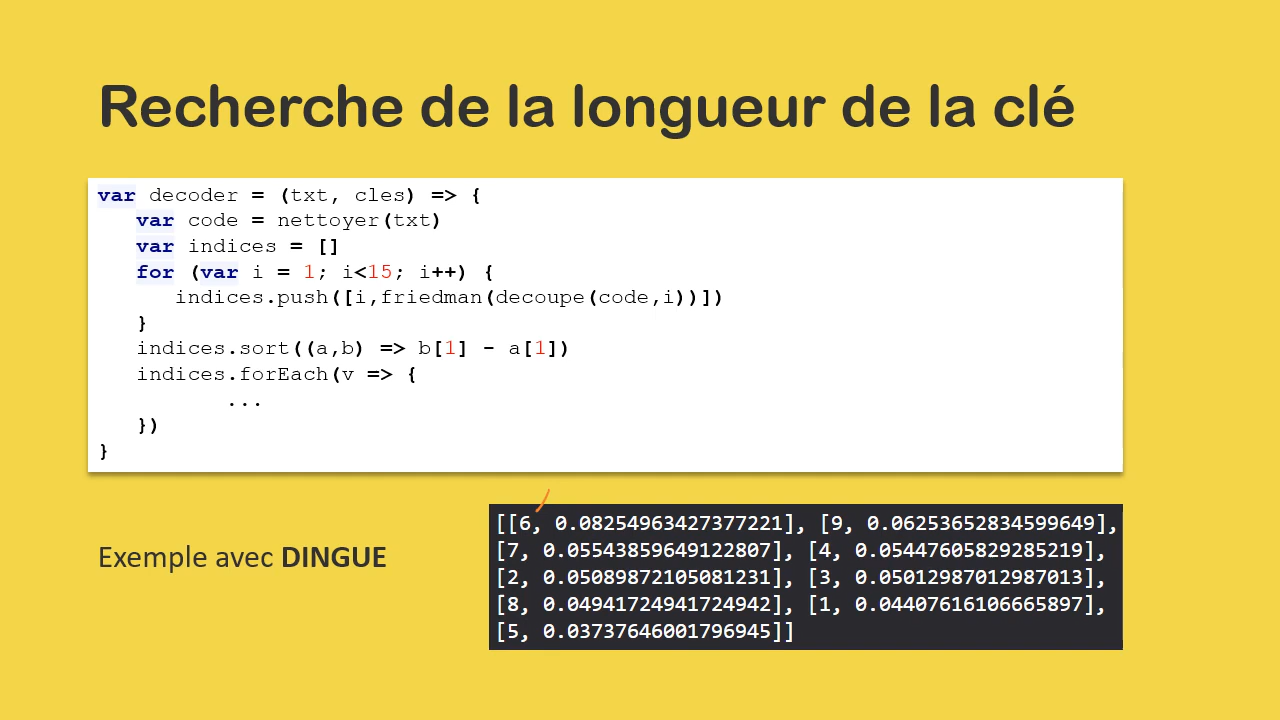 Recherche de la longueur de la clé
var decoder = (txt, cles) => {
   var code = nettoyer(txt)
   var indices = []
   for (var i = 1; i<15; i++) {
      indices.push([i,friedman(decoupe(code,i))])
   }
   indices.sort((a,b) => b[1] - a[1])
   indices.forEach(v => {
          ...
   })
}
Exemple avec DINGUE
[[6, 0.08254963427377221], [9, 0.06253652834599649],
[7, 0.05543859649122807], [4, 0.05447605829285219],
[2, 0.05089872105081231], [3, 0.05012987012987013],
[8, 0.04941724941724942], [1, 0.04407616106665897],
[5, 0.03737646001796945]]